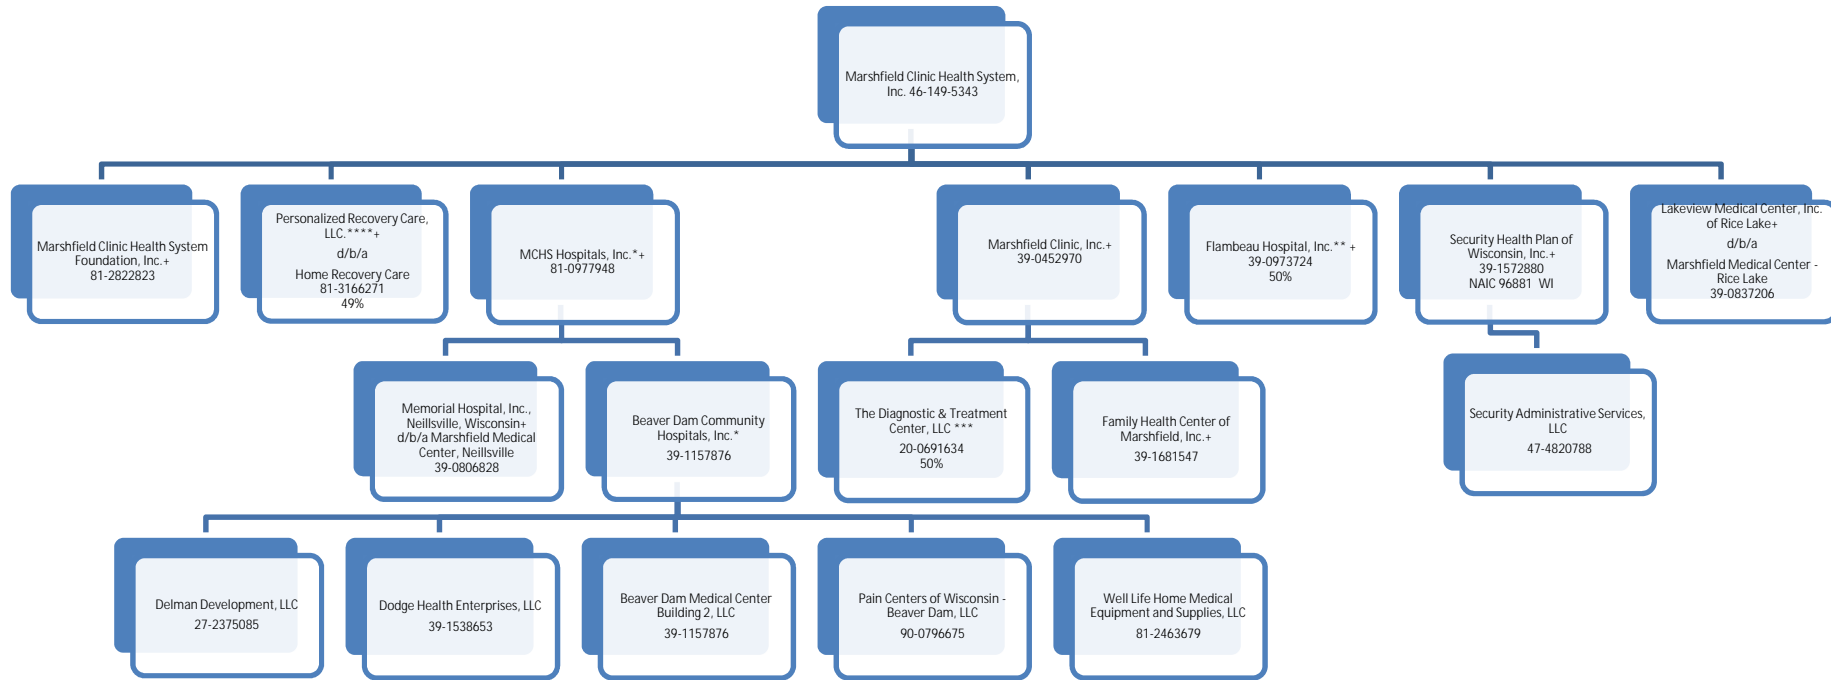 Marshfield Clinic Health System,
Inc. 46-149-5343
Marshfield Clinic Health System
Foundation, Inc.+
81-2822823
Personalized Recovery Care,
LLC.****+
d/b/a
Home Recovery Care
81-3166271
49%
MCHS Hospitals, Inc.*+
81-0977948
Marshfield Clinic, Inc.+
39-0452970
Flambeau Hospital, Inc.** +
39-0973724
50%
Security Health Plan of
Wisconsin, Inc.+
39-1572880
NAIC 96881 WI
Lakeview Medical Center, Inc.
of Rice Lake+
d/b/a
Marshfield Medical Center -
Rice Lake
39-0837206
Memorial Hospital, Inc.,
Neillsville, Wisconsin+
d/b/a Marshfield Medical
Center, Neillsville
39-0806828
Beaver Dam Community
Hospitals, Inc.*
39-1157876
The Diagnostic & Treatment
Center, LLC ***
20-0691634
50%
Family Health Center of
Marshfield, Inc.+
39-1681547
Security Administrative Services,
LLC
47-4820788
Delman Development, LLC
27-2375085
Dodge Health Enterprises, LLC
39-1538653
Beaver Dam Medical Center
Building 2, LLC
39-1157876
Pain Centers of Wisconsin -
Beaver Dam, LLC
90-0796675
Well Life Home Medical
Equipment and Supplies, LLC
81-2463679